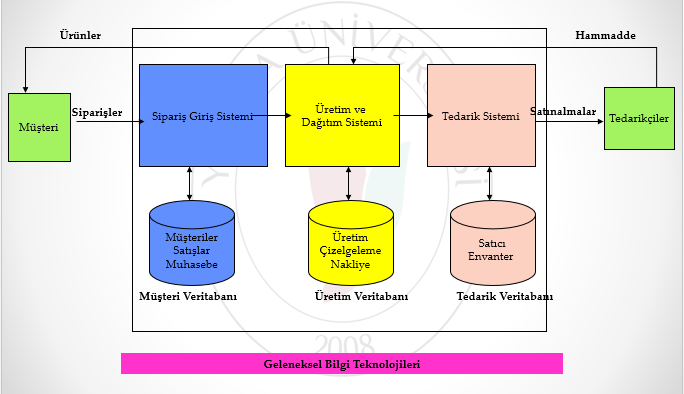 Ürünler
Hammadde
Müşteri
Siparişler
Sipariş Giriş Sistemi
Üretim ve
Dağıtım Sistemi
Tedarik Sistemi
Satınalmalar
Tedarikçiler
Müşteriler
Satışlar
Muhasebe
Üretim
Çizelgeleme
Nakliye
Satıcı
Envanter
Müşteri Veritabanı
Üretim Veritabanı
Tedarik Veritabanı
2008
Geleneksel Bilgi Teknolojileri